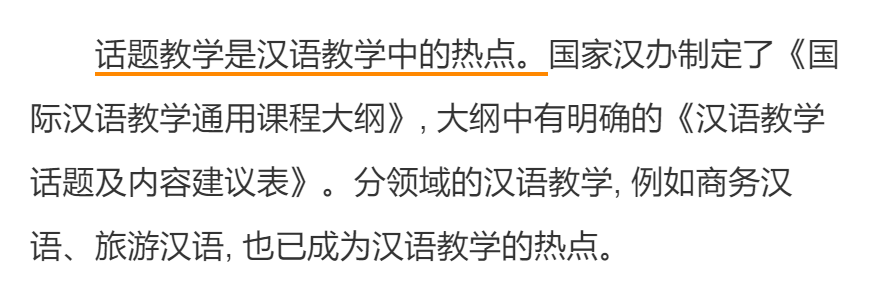 话题教学是汉语教学中的热点。国家汉办制定了《国
际汉语教学通用课程大纲》, 大纲中有明确的《汉语教学
话题及内容建议表》。分领域的汉语教学, 例如商务汉
语、旅游汉语, 也已成为汉语教学的热点。